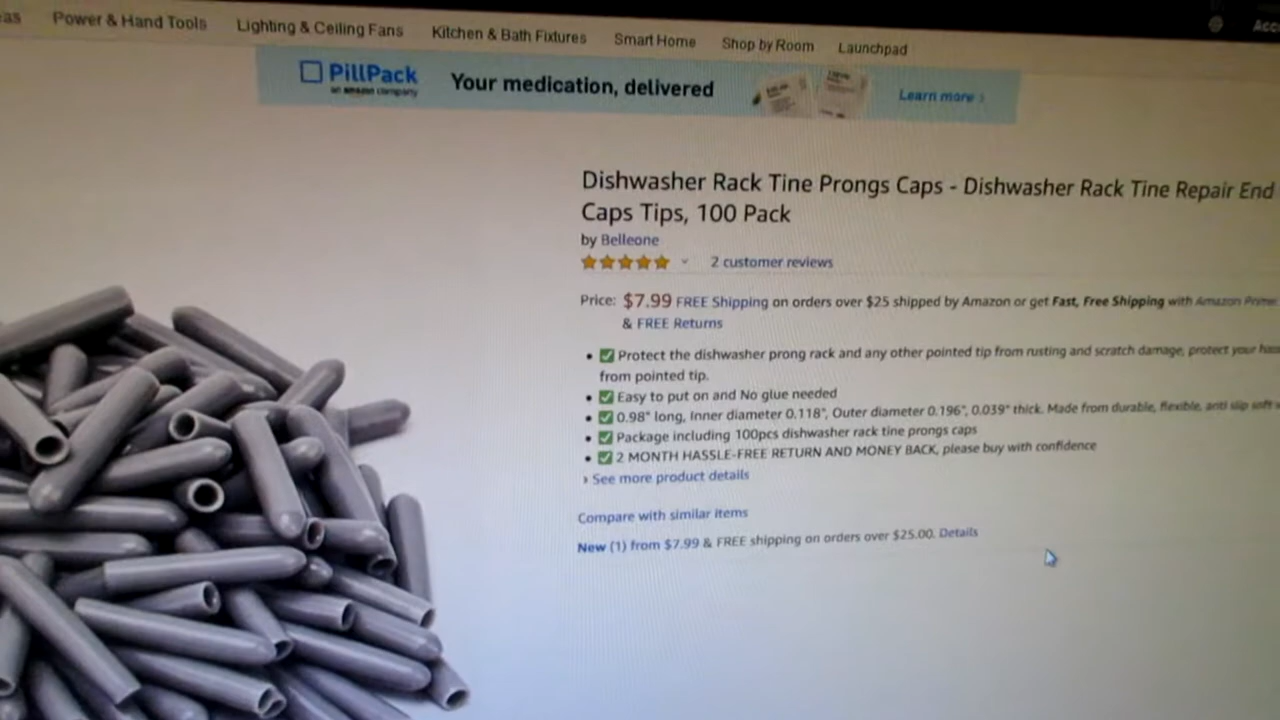 Power & Hand Tools Lighting & Ceiling Fans Kitchen & Bath Fixtures Smart Home Shop by Room Launchpad
PillPack
an amazon company
Your medication, delivered
Learn more ›
Dishwasher Rack Tine Prongs Caps - Dishwasher Rack Tine Repair End
Caps Tips, 100 Pack
by Belleone
2 customer reviews
Price: $7.99 FREE Shipping on orders over $25 shipped by Amazon or get Fast, Free Shipping with Amazon Prime
& FREE Returns
• ✅ Protect the dishwasher prong rack and any other pointed tip from rusting and scratch damage, protect your
from pointed tip.
• ✅ Easy to put on and No glue needed
• ✅ 0.98" long, Inner diameter 0.118", Outer diameter 0.196", 0.039" thick. Made from durable, flexible, anti slip soft
• ✅ Package including 100pcs dishwasher rack tine prongs caps
• ✅ 2 MONTH HASSLE-FREE RETURN AND MONEY BACK, please buy with confidence
› See more product details
Compare with similar items
New (1) from $7.99 & FREE shipping on orders over $25.00. Details